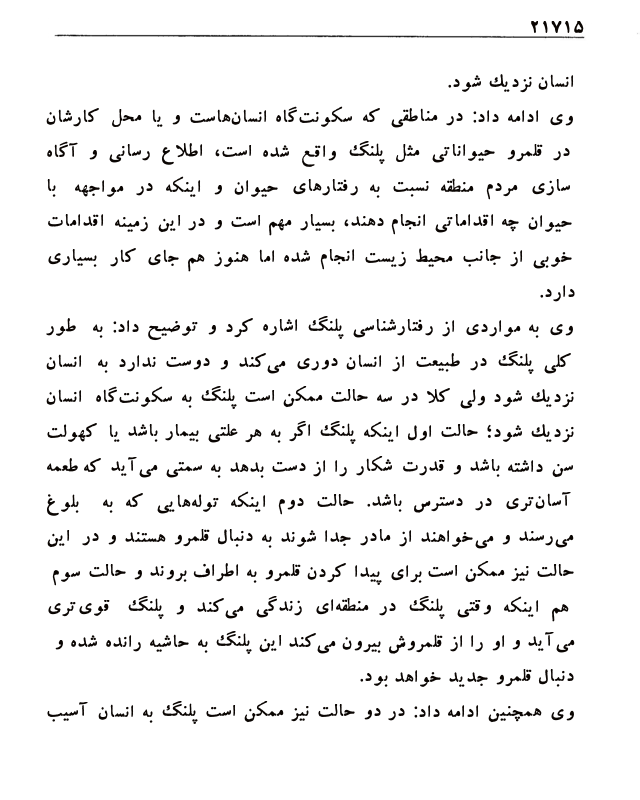 ۲۱۷۱۵
انسان نزدیک شود.
وی ادامه داد: در مناطقی که سکونت‌گاه انسان‌هاست و یا محل کارشان
در قلمرو حیواناتی مثل پلنگ واقع شده است، اطلاع رسانی و آگاه
سازی مردم منطقه نسبت به رفتارهای حیوان و اینکه در مواجهه با
حیوان چه اقداماتی انجام دهند، بسیار مهم است و در این زمینه اقدامات
خوبی از جانب محیط زیست انجام شده اما هنوز هم جای کار بسیاری
دارد.
وی به مواردی از رفتارشناسی پلنگ اشاره کرد و توضیح داد: به طور
کلی پلنگ در طبیعت از انسان دوری می‌کند و دوست ندارد به انسان
نزدیک شود ولی کلا در سه حالت ممکن است پلنگ به سکونت‌گاه انسان
نزدیک شود؛ حالت اول اینکه پلنگ اگر به هر علتی بیمار باشد یا کهولت
سن داشته باشد و قدرت شکار را از دست بدهد به سمتی می‌آید که طعمه
آسان‌تری در دسترس باشد. حالت دوم اینکه توله‌هایی که به بلوغ
می‌رسند و می‌خواهند از مادر جدا شوند به دنبال قلمرو هستند و در این
حالت نیز ممکن است برای پیدا کردن قلمرو به اطراف بروند و حالت سوم
هم اینکه وقتی پلنگ در منطقه‌ای زندگی می‌کند و پلنگ قوی‌تری
می‌آید و او را از قلمروش بیرون می‌کند این پلنگ به حاشیه رانده شده و
دنبال قلمرو جدید خواهد بود.
وی همچنین ادامه داد: در دو حالت نیز ممکن است پلنگ به انسان آسیب